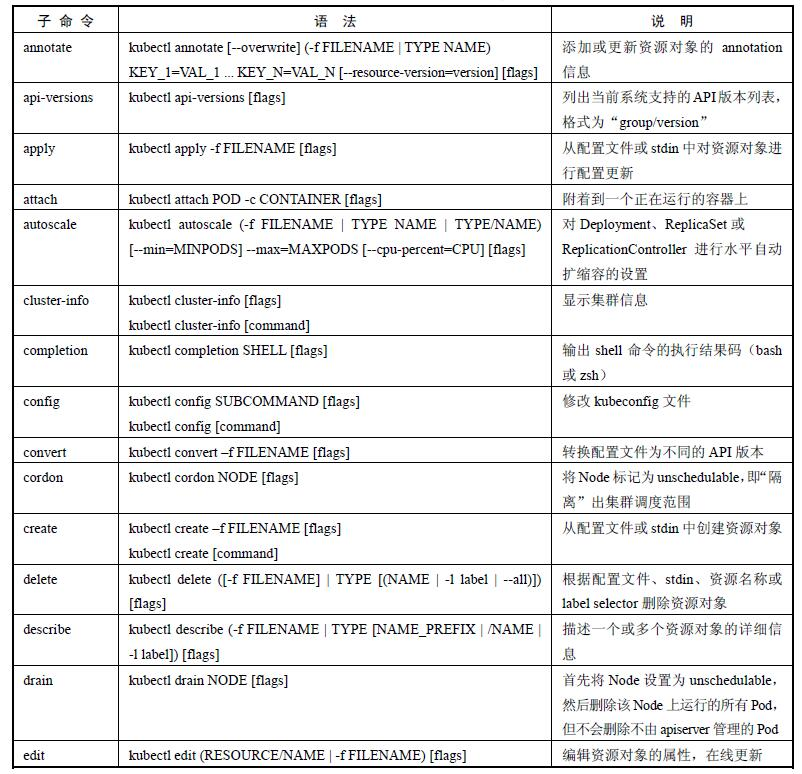 子 命 令 语 法 说 明
annotate kubectl annotate [--overwrite] (-f FILENAME | TYPE NAME) 添加或更新资源对象的 annotation
KEY_1=VAL_1 ... KEY_N=VAL_N [--resource-version=version] [flags] 信息
api-versions kubectl api-versions [flags] 列出当前系统支持的 API 版本列表，
格式为“group/version”
apply kubectl apply -f FILENAME [flags] 从配置文件或 stdin 中对资源对象进
行配置更新
attach kubectl attach POD -c CONTAINER [flags] 附着到一个正在运行的容器上
autoscale kubectl autoscale (-f FILENAME | TYPE NAME | TYPE/NAME) 对 Deployment、ReplicaSet 或
[--min=MINPODS] --max=MAXPODS [--cpu-percent=CPU] [flags] ReplicationController 进行水平自动
扩缩容的设置
cluster-info kubectl cluster-info [flags] 显示集群信息
kubectl cluster-info [command]
completion kubectl completion SHELL [flags] 输出 shell 命令的执行结果码（bash
或 zsh）
config kubectl config SUBCOMMAND [flags] 修改 kubeconfig 文件
kubectl config [command]
convert kubectl convert –f FILENAME [flags] 转换配置文件为不同的 API 版本
cordon kubectl cordon NODE [flags] 将 Node 标记为 unschedulable，即“隔
离”出集群调度范围
create kubectl create –f FILENAME [flags] 从配置文件或 stdin 中创建资源对象
kubectl create [command]
delete kubectl delete ([-f FILENAME] | TYPE [(NAME | -l label | --all)]) 根据配置文件、stdin、资源名称或
[flags] label selector 删除资源对象
describe kubectl describe (-f FILENAME | TYPE [NAME_PREFIX | /NAME | 描述一个或多个资源对象的详细信
-l label]) [flags] 息
drain kubectl drain NODE [flags] 首先将 Node 设置为 unschedulable，
然后删除该 Node 上运行的所有 Pod，
但不会删除不由 apiserver 管理的 Pod
edit kubectl edit (RESOURCE/NAME | -f FILENAME) [flags] 编辑资源对象的属性，在线更新